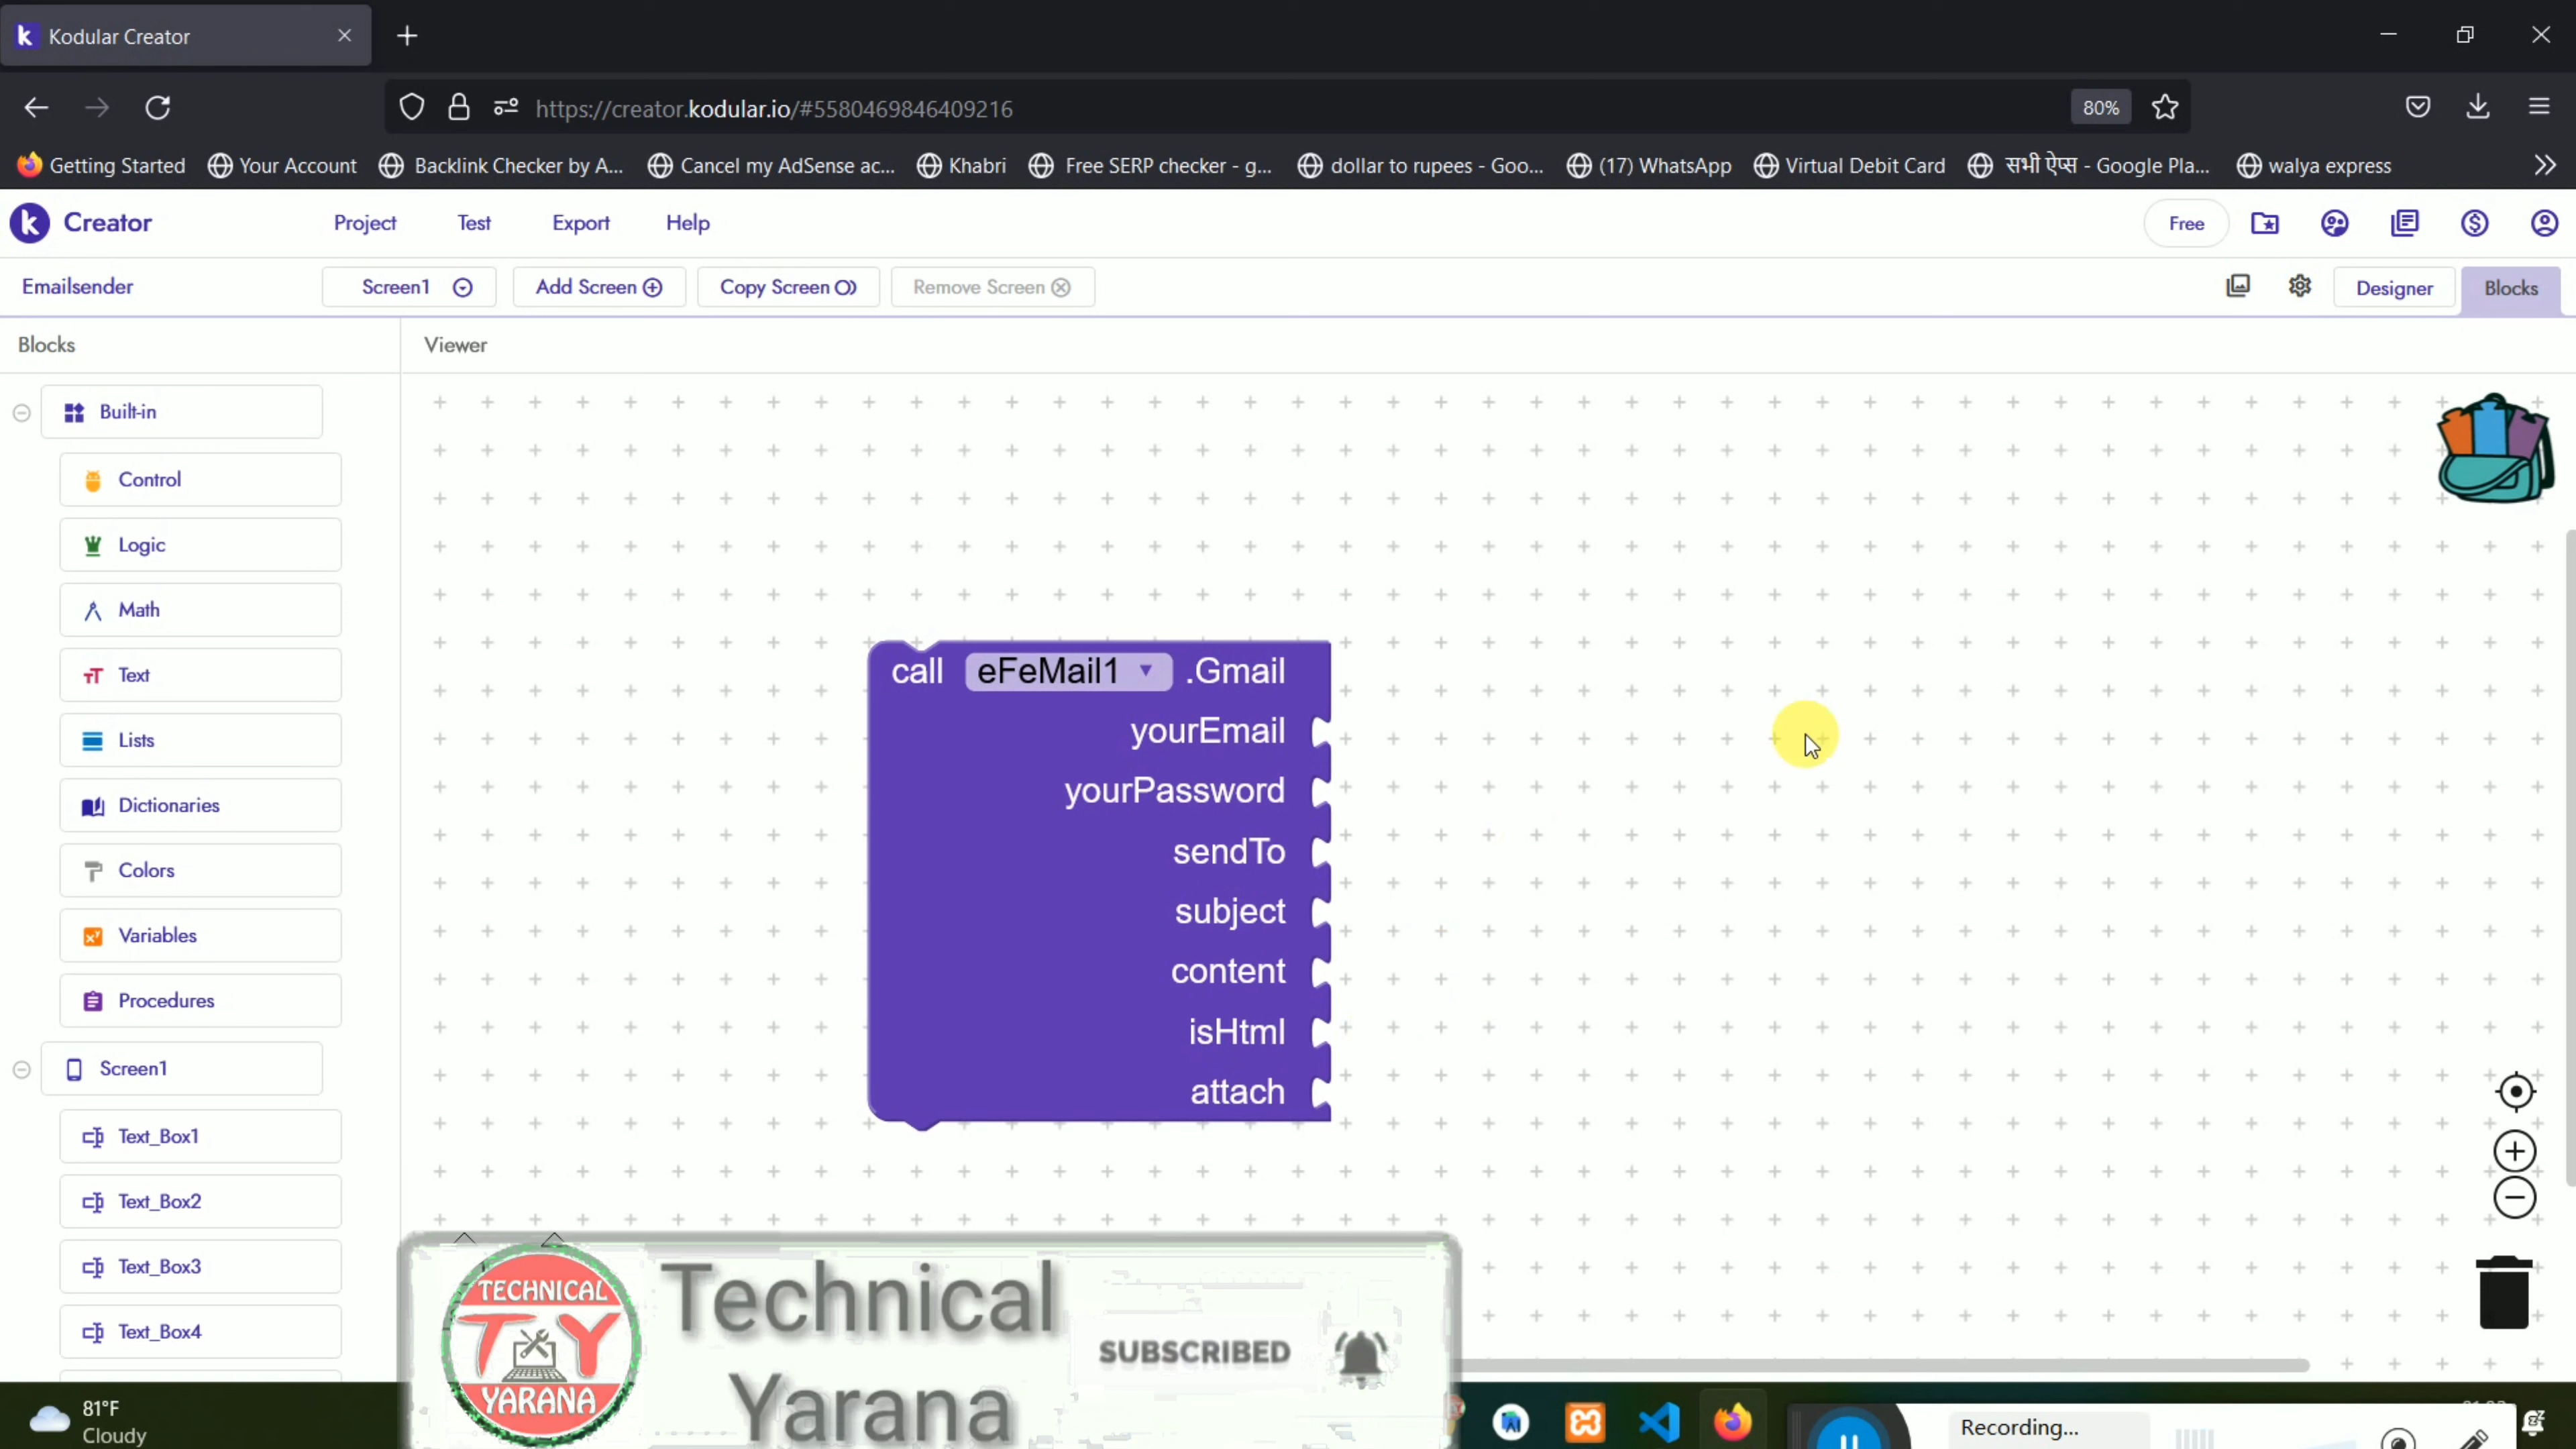 Kodular Creator
https://creator.kodular.io/#5580469846409216
80%
Getting Started
Your Account
Backlink Checker by A...
Cancel my AdSense ac...
Khabri
Free SERP checker - g...
dollar to rupees - Goo...
(17) WhatsApp
Virtual Debit Card
सभी ऐप्स - Google Pla...
walya express
Creator
Project
Test
Export
Help
Free
Emailsender
Screen1
Add Screen
Copy Screen
Remove Screen
Designer
Blocks
Blocks
Viewer
Built-in
Control
Logic
Math
Text
Lists
Dictionaries
Colors
Variables
Procedures
Screen1
Text_Box1
Text_Box2
Text_Box3
Text_Box4
call eFeMail1 .Gmail
yourEmail
yourPassword
sendTo
subject
content
isHtml
attach
TECHNICAL
TY
YARANA
Technical
Yarana
SUBSCRIBED
81°F
Cloudy
Recording...